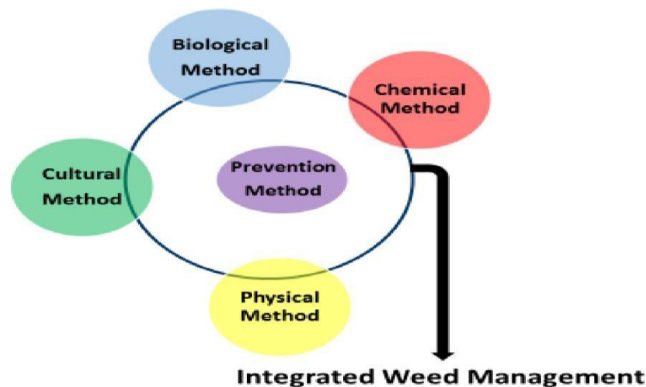 Biological
Method
Chemical
Method
Cultural
Method
Prevention
Method
Physical
Method
Integrated Weed Management